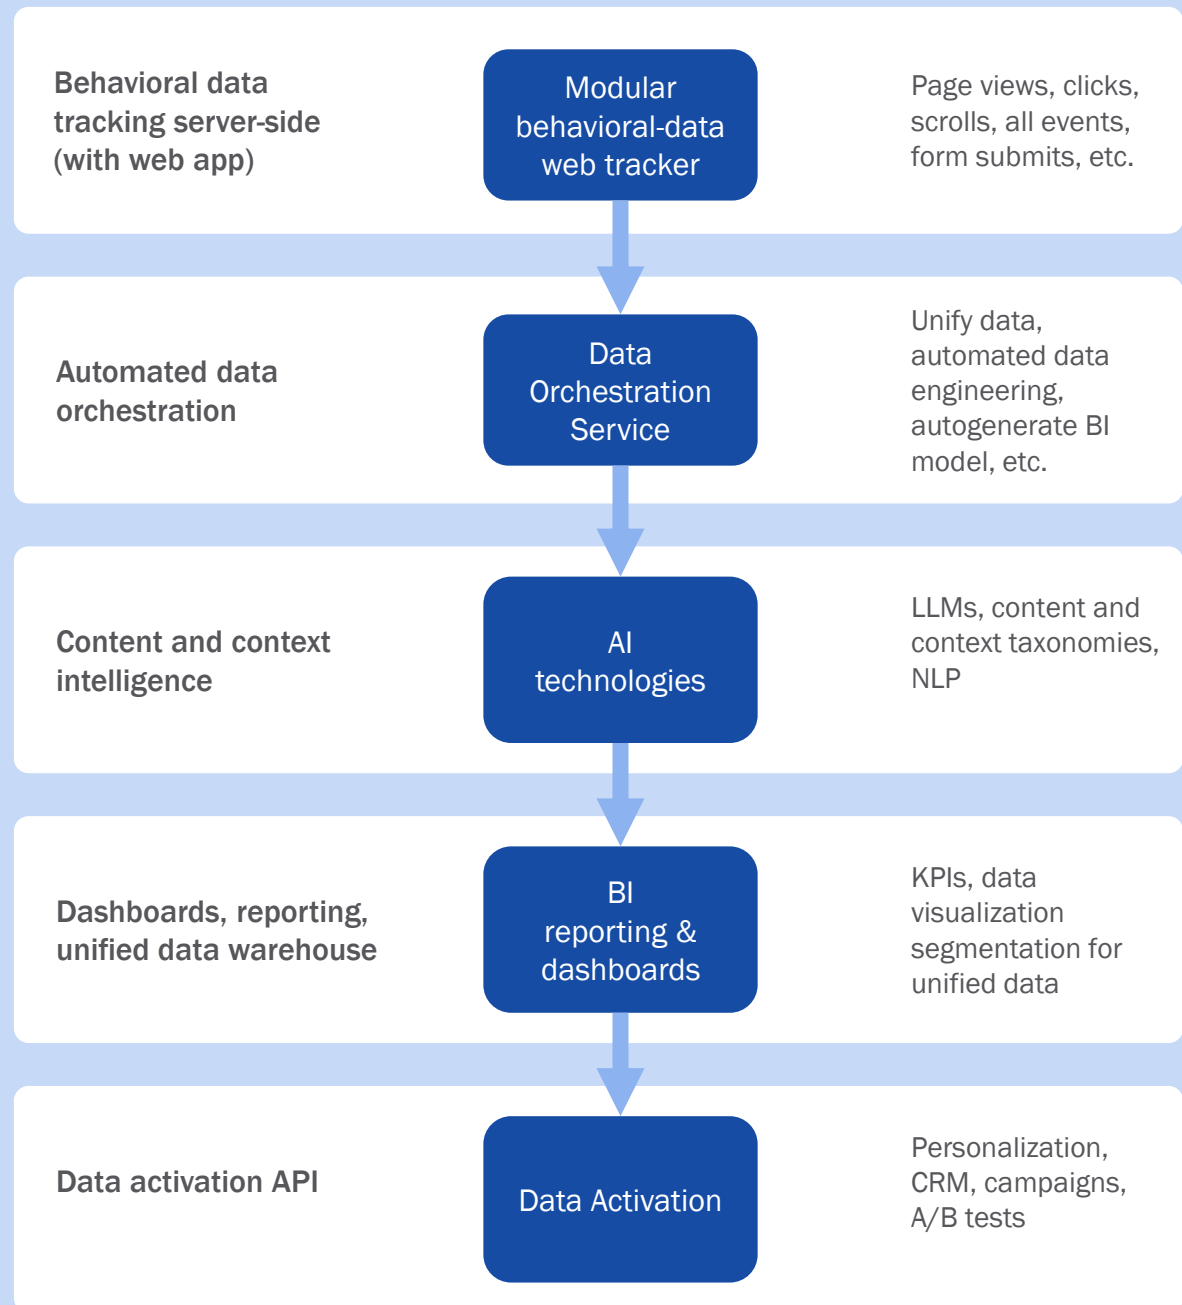 Behavioral data
tracking server-side
(with web app)
Modular
behavioral-data
web tracker
Page views, clicks,
scrolls, all events,
form submits, etc.
Automated data
orchestration
Data
Orchestration
Service
Unify data,
automated data
engineering,
autogenerate BI
model, etc.
Content and context
intelligence
AI
technologies
LLMs, content and
context taxonomies,
NLP
Dashboards, reporting,
unified data warehouse
BI
reporting &
dashboards
KPIs, data
visualization
segmentation for
unified data
Data activation API
Data Activation
Personalization,
CRM, campaigns,
A/B tests